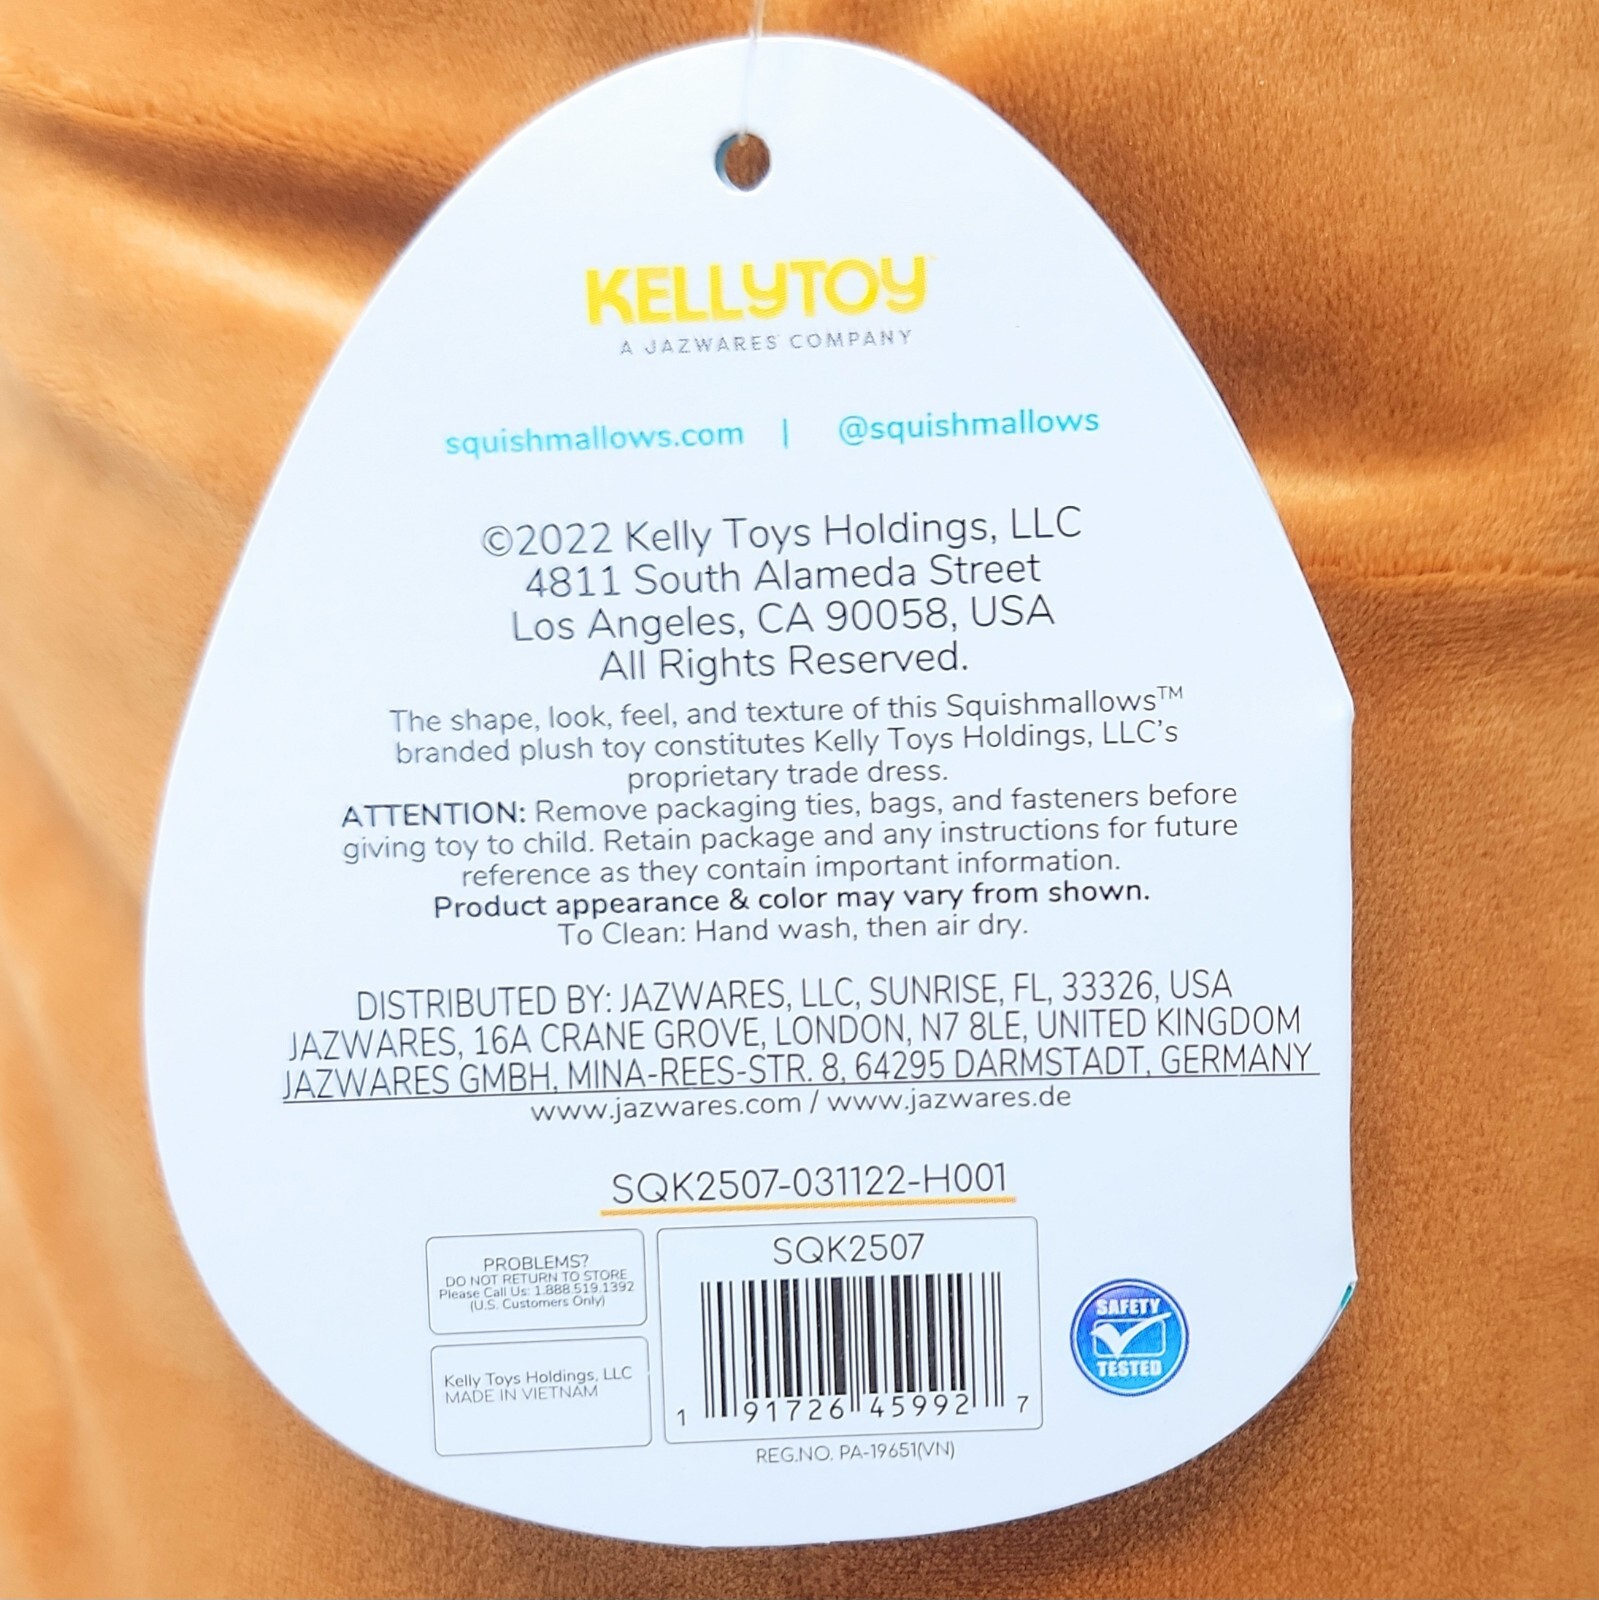 KELLYTOY™
A JAZWARES COMPANY
squishmallows.com | @squishmallows
©2022 Kelly Toys Holdings, LLC
4811 South Alameda Street
Los Angeles, CA 90058, USA
All Rights Reserved.
The shape, look, feel, and texture of this Squishmallows™
branded plush toy constitutes Kelly Toys Holdings, LLC's
proprietary trade dress.
ATTENTION: Remove packaging ties, bags, and fasteners before
giving toy to child. Retain package and any instructions for future
reference as they contain important information.
Product appearance & color may vary from shown.
To Clean: Hand wash, then air dry.
DISTRIBUTED BY: JAZWARES, LLC, SUNRISE, FL, 33326, USA
JAZWARES, 16A CRANE GROVE, LONDON, N7 8LE, UNITED KINGDOM
JAZWARES GMBH, MINA-REES-STR. 8, 64295 DARMSTADT, GERMANY
www.jazwares.com / www.jazwares.de
SQK2507-031122-H001
PROBLEMS?
DO NOT RETURN TO STORE
Please Call Us: 1.888.519.1392
(U.S. Customers Only)
Kelly Toys Holdings, LLC
MADE IN VIETNAM
SQK2507
1 91726 45992 7
REG.NO. PA-19651(VN)
SAFETY
TESTED